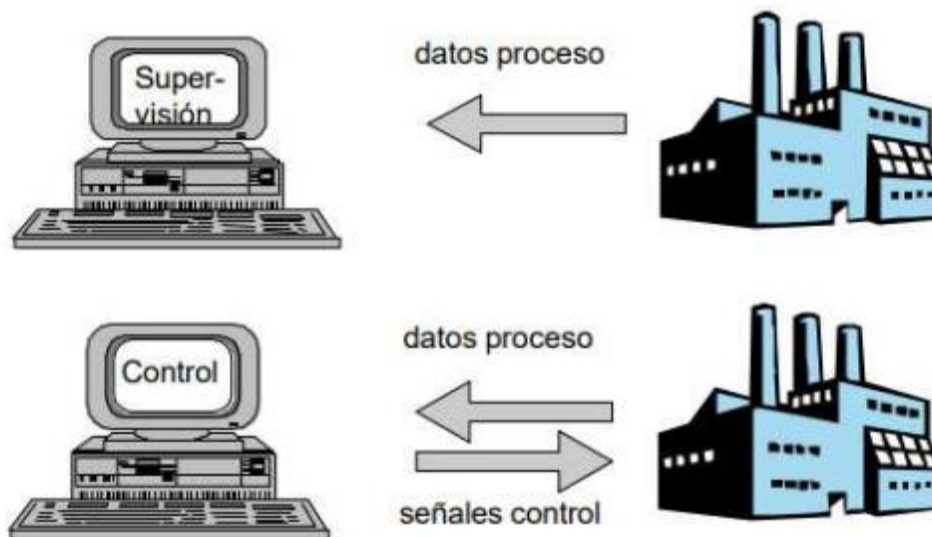 Super-
visión
datos proceso
Control
datos proceso
señales control